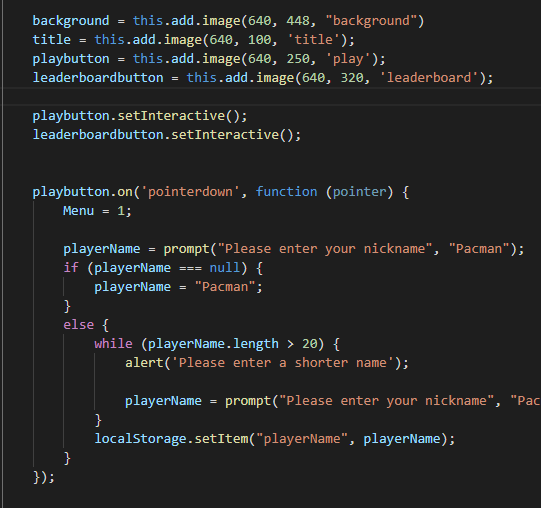 background = this.add.image(640, 448, "background")
title = this.add.image(640, 100, 'title');
playbutton = this.add.image(640, 250, 'play');
leaderboardbutton = this.add.image(640, 320, 'leaderboard');
playbutton.setInteractive();
leaderboardbutton.setInteractive();
playbutton.on('pointerdown', function (pointer) {
Menu = 1;
playerName = prompt("Please enter your nickname", "Pacman");
if (playerName === null) {
playerName = "Pacman";
}
else {
while (playerName.length > 20) {
alert('Please enter a shorter name');
playerName = prompt("Please enter your nickname", "Pac
}
localStorage.setItem("playerName", playerName);
}
});